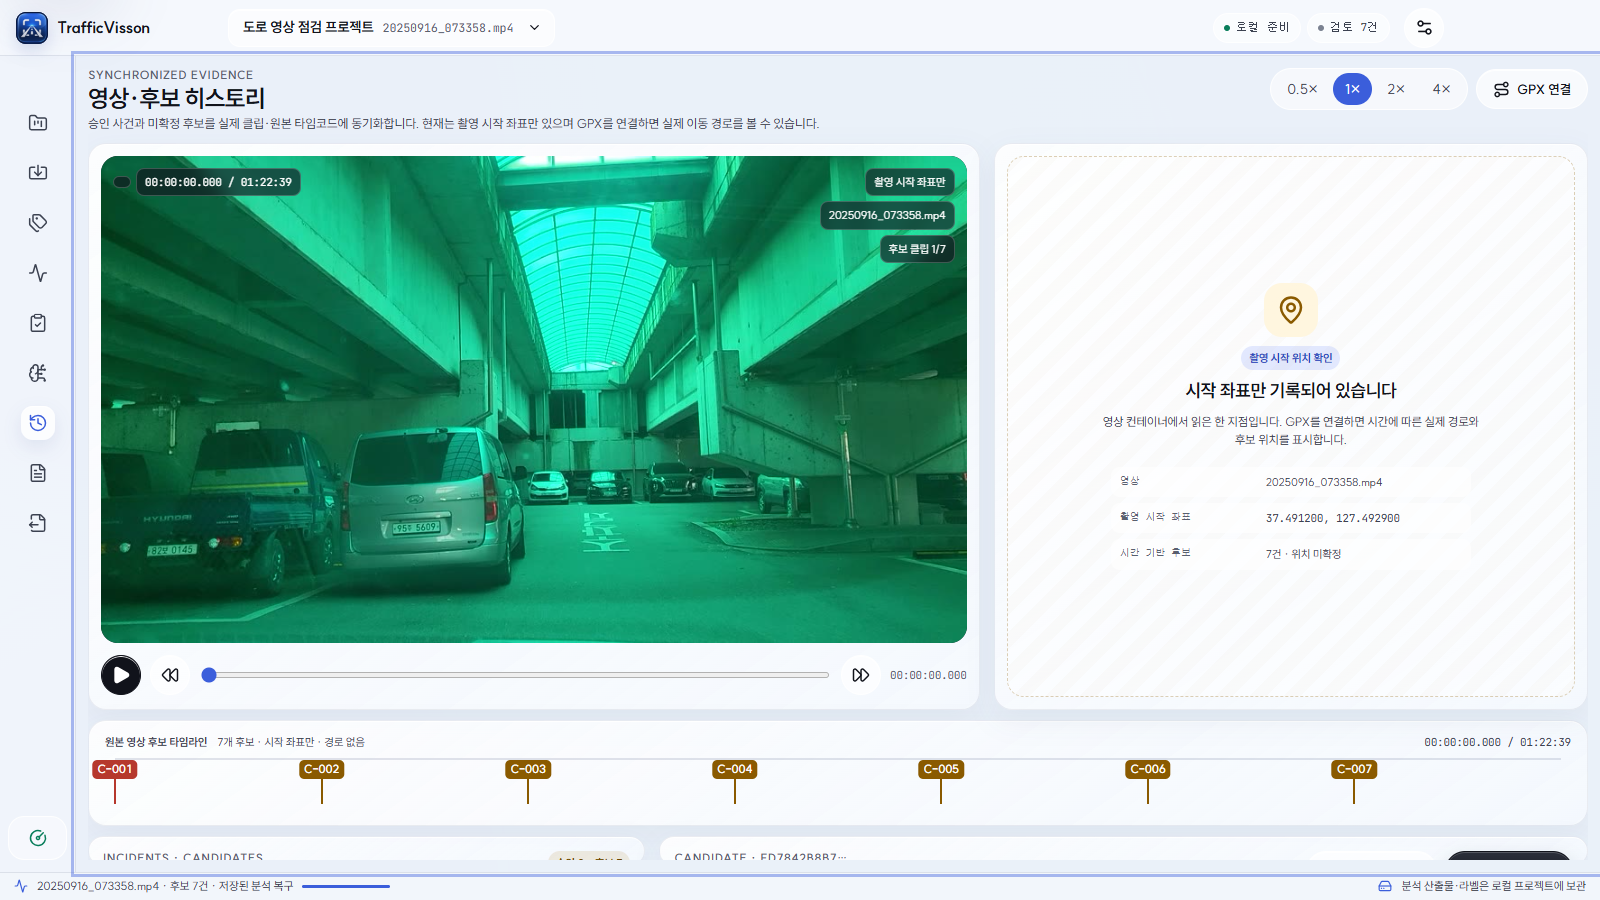 TrafficVisson
도로 영상 점검 프로젝트 20250916_073358.mp4
로컬 준비
검토 7건
SYNCHRONIZED EVIDENCE
영상·후보 히스토리
승인 사건과 미확정 후보를 실제 클립·원본 타임코드에 동기화합니다. 현재는 촬영 시작 좌표만 있으며 GPX를 연결하면 실제 이동 경로를 볼 수 있습니다.
0.5× 1× 2× 4×
GPX 연결
00:00:00.000 / 01:22:39
촬영 시작 좌표만
20250916_073358.mp4
후보 클립 1/7
HYUNDAI
82모 0145
5609
00:00:00.000
촬영 시작 위치 확인
시작 좌표만 기록되어 있습니다
영상 컨테이너에서 읽은 한 지점입니다. GPX를 연결하면 시간에 따른 실제 경로와
후보 위치를 표시합니다.
영상 20250916_073358.mp4
촬영 시작 좌표 37.491200, 127.492900
시간 기반 후보 7건 · 위치 미확정
원본 영상 후보 타임라인 7개 후보 · 시작 좌표만 · 경로 없음
00:00:00.000 / 01:22:39
C-001 C-002 C-003 C-004 C-005 C-006 C-007
INCIDENTS · CANDIDATES
CANDIDATE · ED7842B8B7…
20250916_073358.mp4 · 후보 7건 · 저장된 분석 복구
분석 산출물·라벨은 로컬 프로젝트에 보관